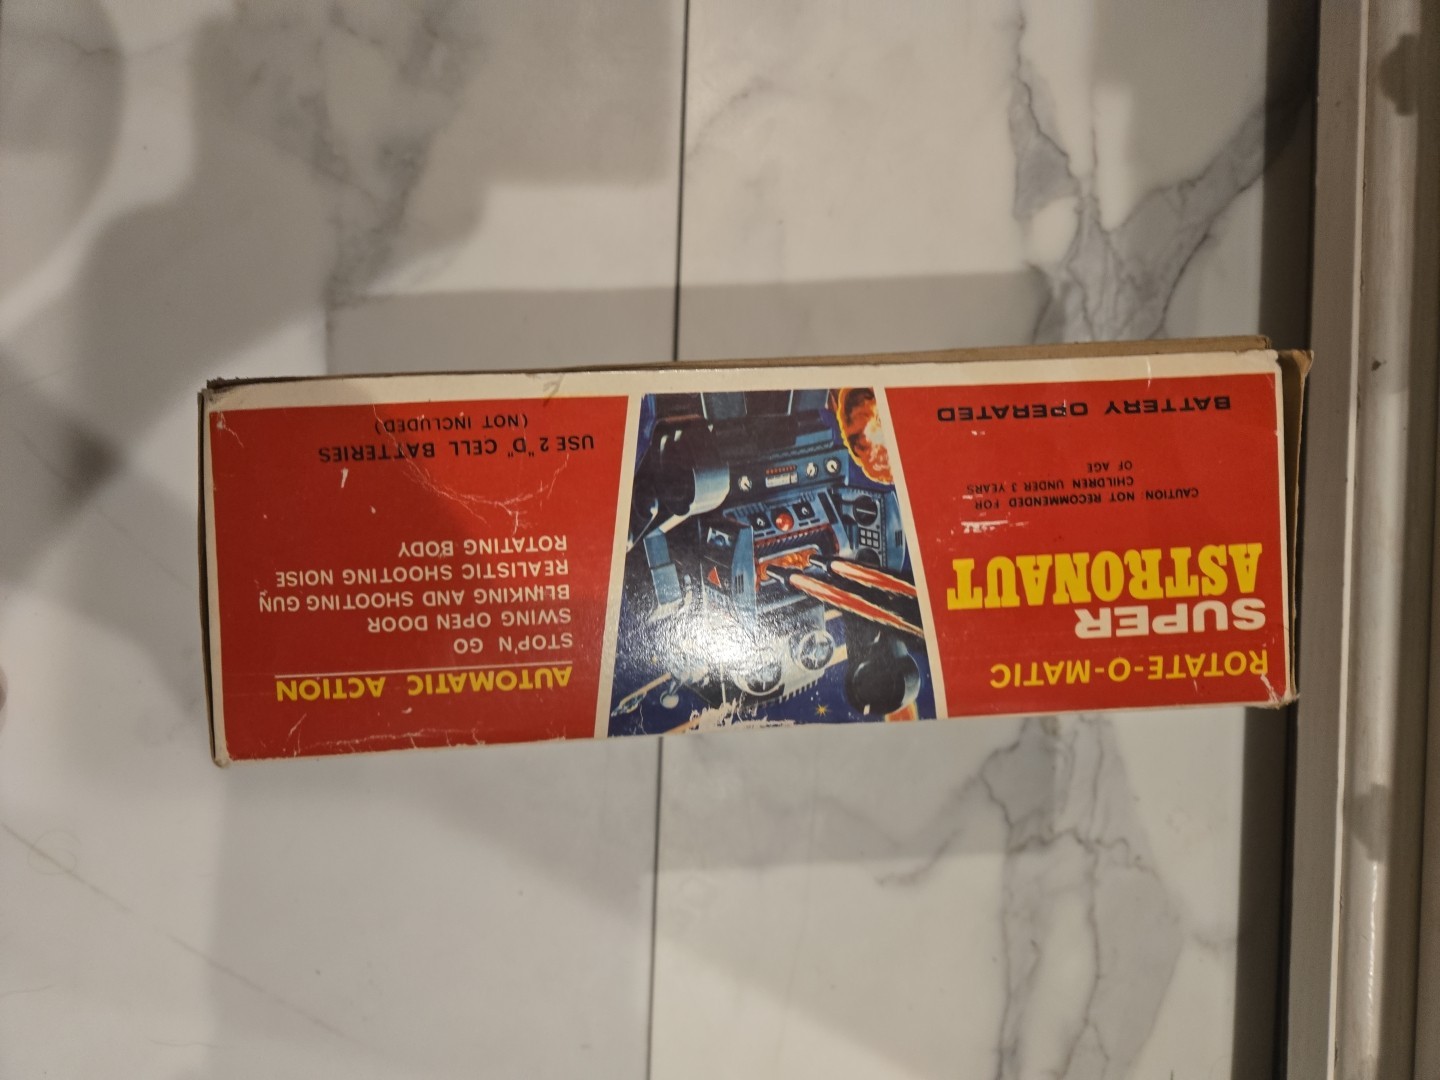 ROTATE-O-MATIC
SUPER
ASTRONAUT
CAUTION: NOT RECOMMENDED FOR
CHILDREN UNDER 3 YEARS
OF AGE
BATTERY OPERATED
AUTOMATIC ACTION
STOP'N GO
SWING OPEN DOOR
BLINKING AND SHOOTING GUN
REALISTIC SHOOTING NOISE
ROTATING BODY
USE 2 "D" CELL BATTERIES
(NOT INCLUDED)